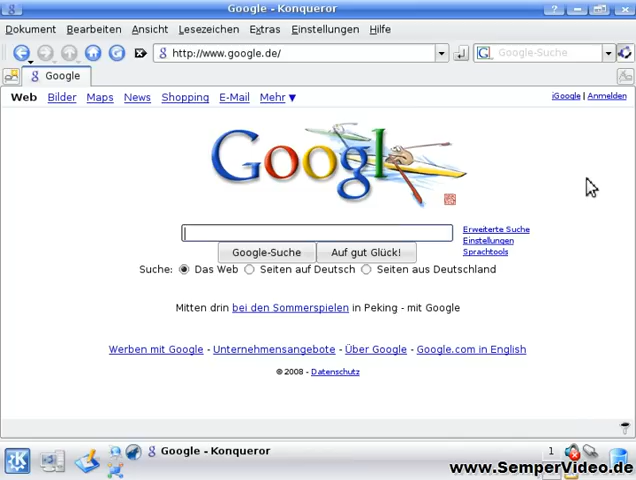 Google - Konqueror
Dokument Bearbeiten Ansicht Lesezeichen Extras Einstellungen Hilfe
http://www.google.de/ Google-Suche
Google
Web Bilder Maps News Shopping E-Mail Mehr ▼ iGoogle | Anmelden
Googl
Erweiterte Suche
Einstellungen
Sprachtools
Google-Suche Auf gut Glück!
Suche: Das Web Seiten auf Deutsch Seiten aus Deutschland
Mitten drin bei den Sommerspielen in Peking - mit Google
Werben mit Google - Unternehmensangebote - Über Google - Google.com in English
© 2008 - Datenschutz
Google - Konqueror 1
www.SemperVideo.de